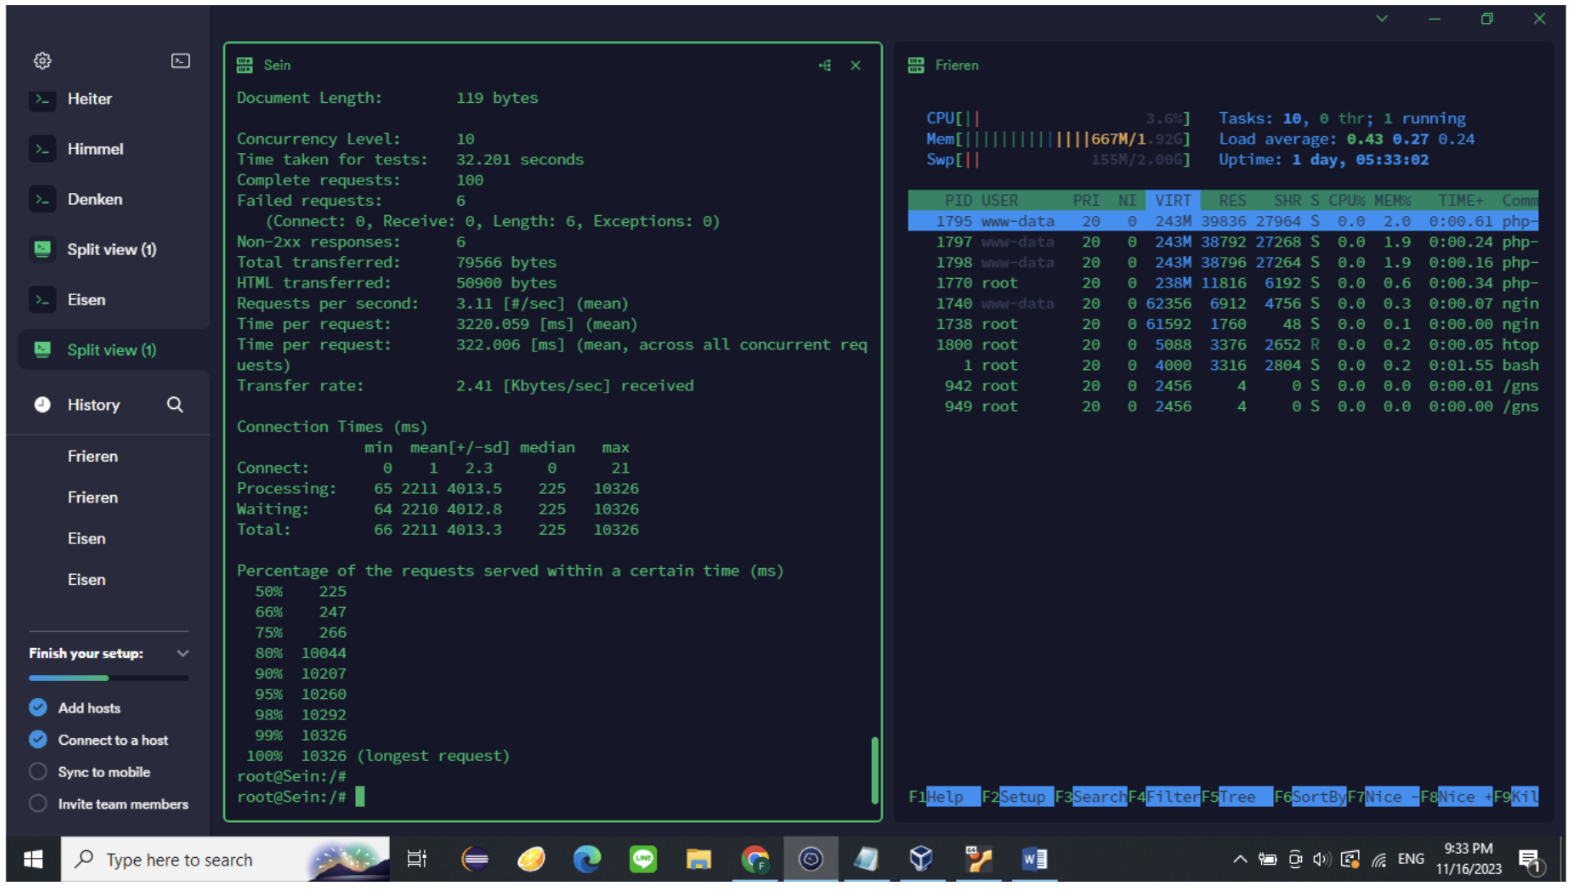 Heiter
Himmel
Denken
Split view (1)
Eisen
Split view (1)
History
Frieren
Frieren
Eisen
Eisen
Finish your setup:
Add hosts
Connect to a host
Sync to mobile
Invite team members
Sein
Document Length: 119 bytes
Concurrency Level: 10
Time taken for tests: 32.201 seconds
Complete requests: 100
Failed requests: 6
(Connect: 0, Receive: 0, Length: 6, Exceptions: 0)
Non-2xx responses: 6
Total transferred: 79566 bytes
HTML transferred: 50900 bytes
Requests per second: 3.11 [#/sec] (mean)
Time per request: 3220.059 [ms] (mean)
Time per request: 322.006 [ms] (mean, across all concurrent req
uests)
Transfer rate: 2.41 [Kbytes/sec] received
Connection Times (ms)
min mean[+/-sd] median max
Connect: 0 1 2.3 0 21
Processing: 65 2211 4013.5 225 10326
Waiting: 64 2210 4012.8 225 10326
Total: 66 2211 4013.3 225 10326
Percentage of the requests served within a certain time (ms)
50% 225
66% 247
75% 266
80% 10044
90% 10207
95% 10260
98% 10292
99% 10326
100% 10326 (longest request)
root@Sein:/#
root@Sein:/#
Frieren
CPU[|| 3.6%] Tasks: 10, 0 thr; 1 running
Mem[||||||||||||||667M/1.92G] Load average: 0.43 0.27 0.24
Swp[|| 155M/2.00G] Uptime: 1 day, 05:33:02
PID USER PRI NI VIRT RES SHR S CPU% MEM% TIME+ Comm
1795 www-data 20 0 243M 39836 27964 S 0.0 2.0 0:00.61 php-
1797 www-data 20 0 243M 38792 27268 S 0.0 1.9 0:00.24 php-
1798 www-data 20 0 243M 38796 27264 S 0.0 1.9 0:00.16 php-
1770 root 20 0 238M 11816 6192 S 0.0 0.6 0:00.34 php-
1740 www-data 20 0 62356 6912 4756 S 0.0 0.3 0:00.07 ngin
1738 root 20 0 61592 1760 48 S 0.0 0.1 0:00.00 ngin
1800 root 20 0 5088 3376 2652 R 0.0 0.2 0:00.05 htop
1 root 20 0 4000 3316 2804 S 0.0 0.2 0:01.55 bash
942 root 20 0 2456 4 0 S 0.0 0.0 0:00.01 /gns
949 root 20 0 2456 4 0 S 0.0 0.0 0:00.00 /gns
F1Help F2Setup F3SearchF4FilterF5Tree F6SortByF7Nice -F8Nice +F9Kil
Type here to search
LINE
ENG
9:33 PM
11/16/2023
1